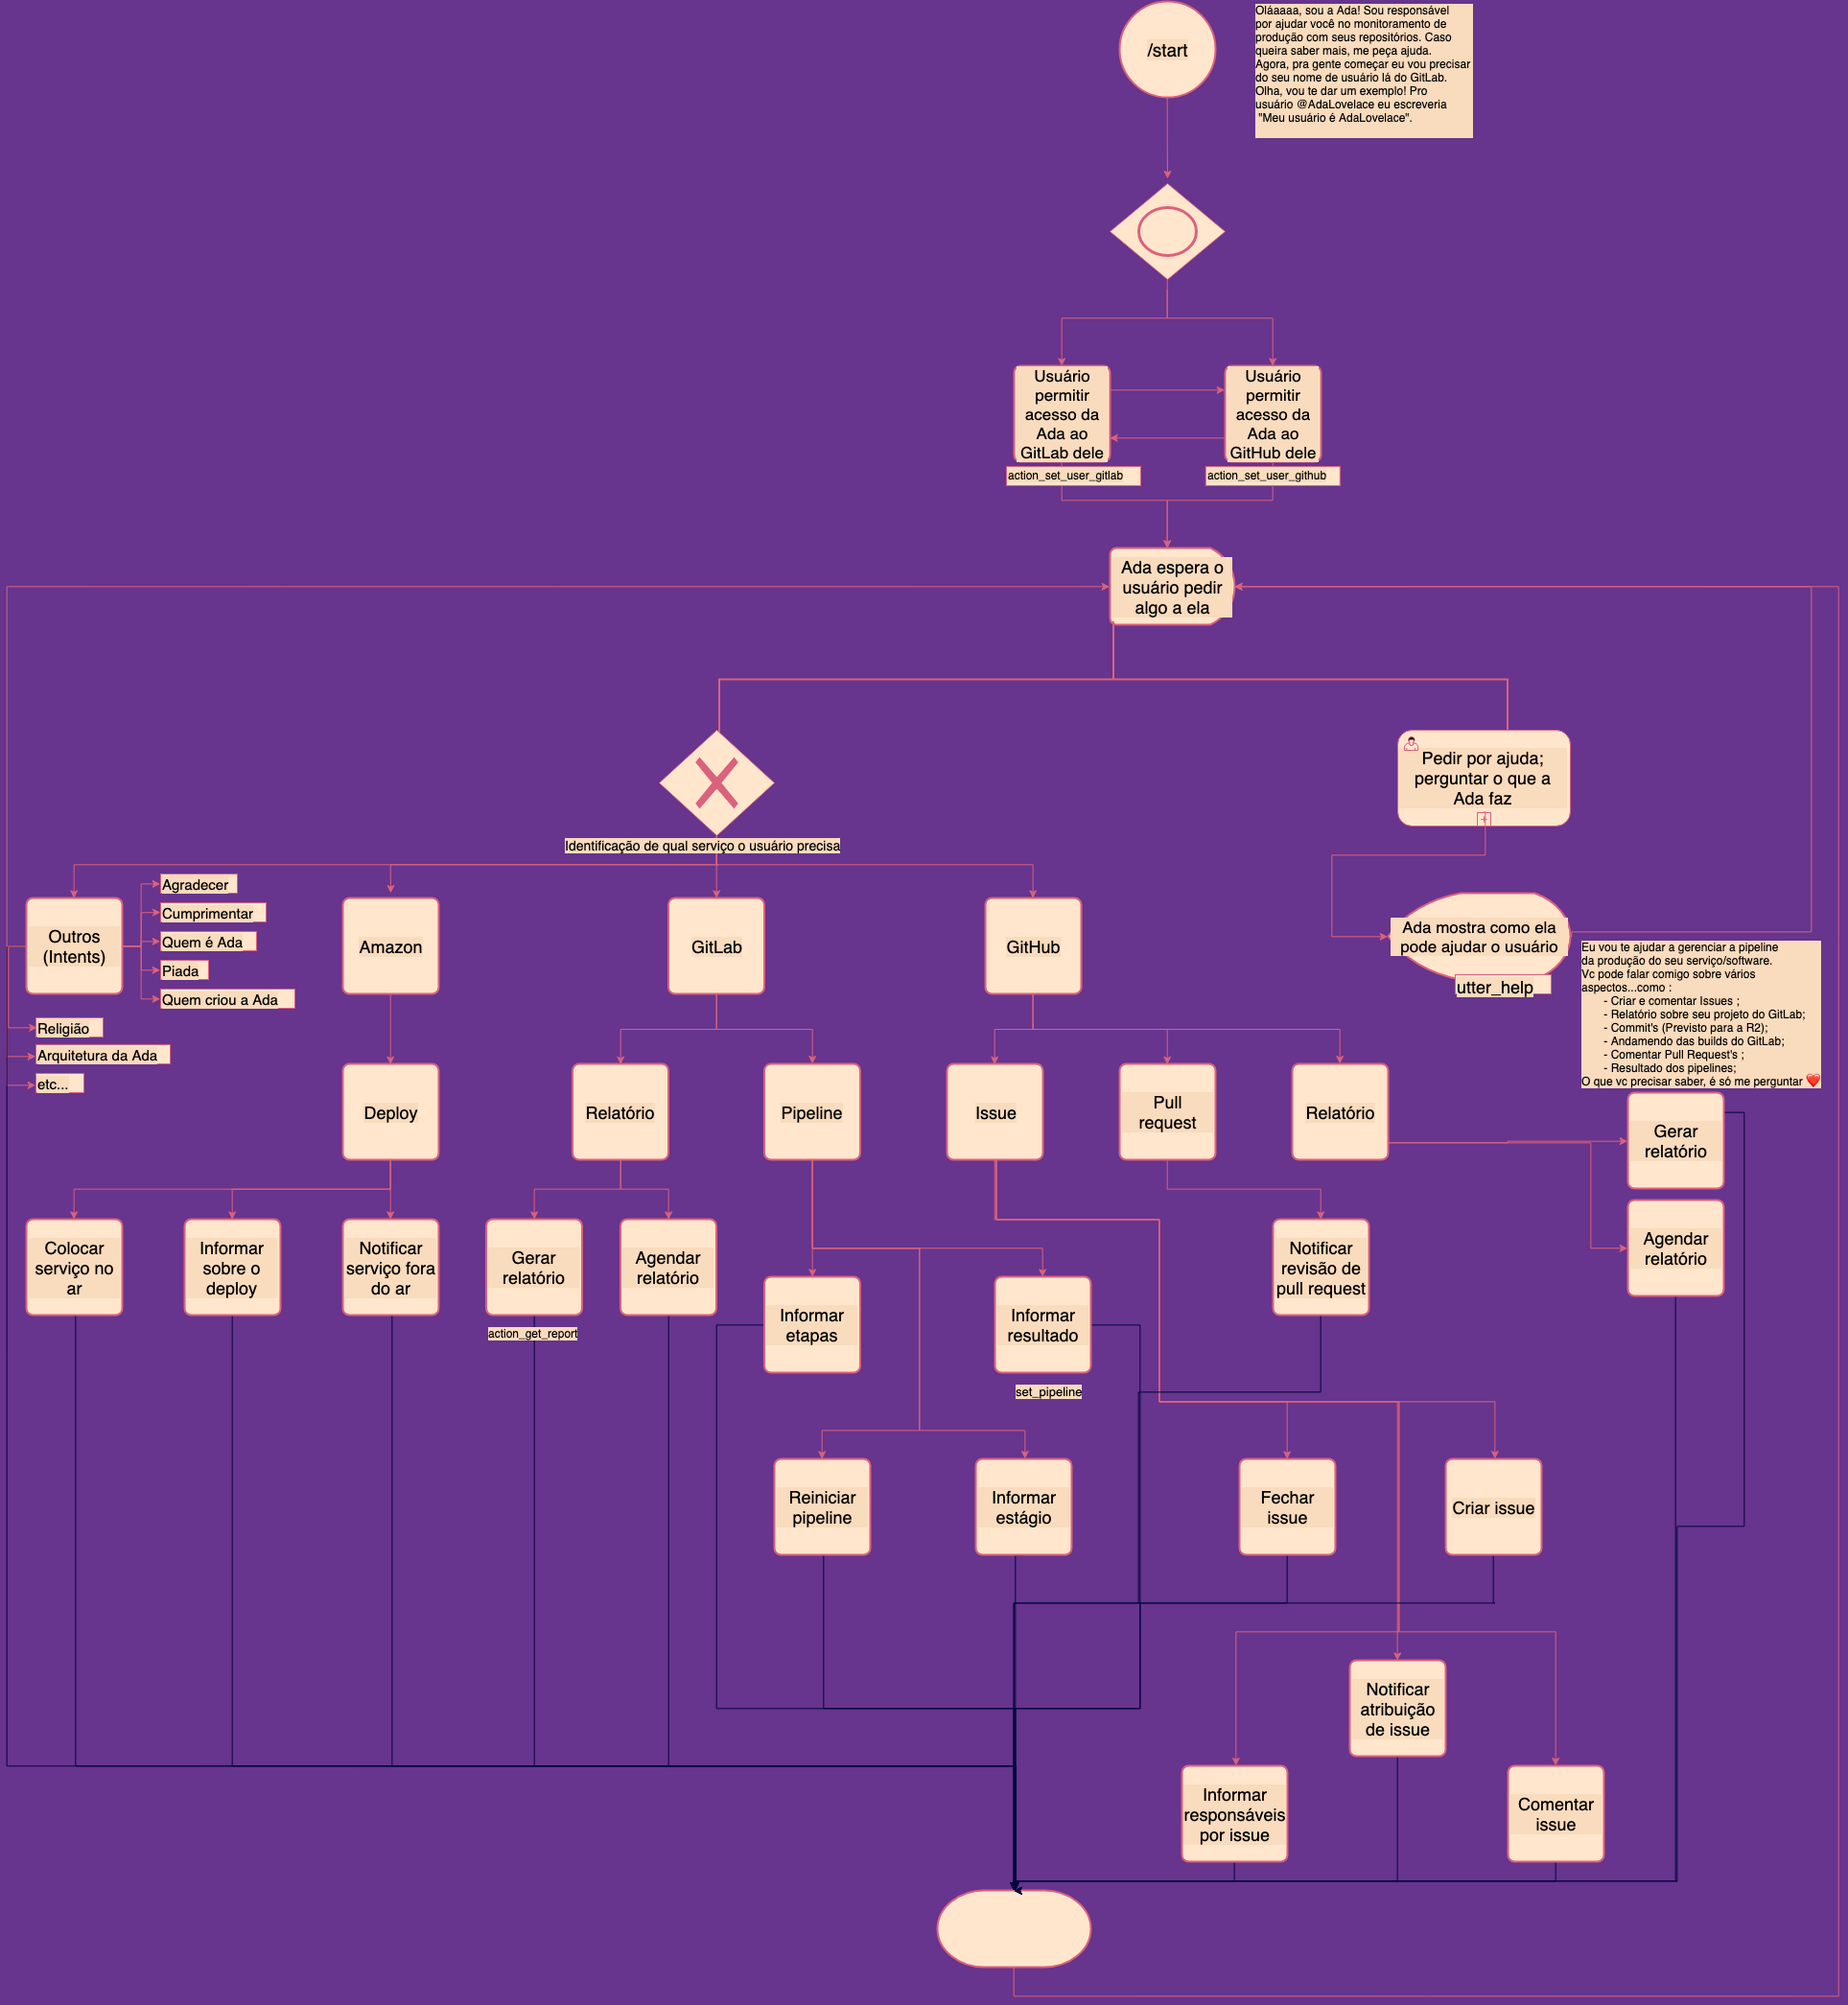 /start
Oláaaaa, sou a Ada! Sou responsável
por ajudar você no monitoramento de
produção com seus repositórios. Caso
queira saber mais, me peça ajuda.
Agora, pra gente começar eu vou precisar
do seu nome de usuário lá do GitLab.
Olha, vou te dar um exemplo! Pro
usuário @AdaLovelace eu escreveria
"Meu usuário é AdaLovelace".
Usuário
permitir
acesso da
Ada ao
GitLab dele
action_set_user_gitlab
Usuário
permitir
acesso da
Ada ao
GitHub dele
action_set_user_github
Ada espera o
usuário pedir
algo a ela
Identificação de qual serviço o usuário precisa
Pedir por ajuda;
perguntar o que a
Ada faz
Outros
(Intents)
Agradecer
Cumprimentar
Quem é Ada
Piada
Quem criou a Ada
Religião
Arquitetura da Ada
etc...
Amazon
GitLab
GitHub
Ada mostra como ela
pode ajudar o usuário
utter_help
Eu vou te ajudar a gerenciar a pipeline
da produção do seu serviço/software.
Vc pode falar comigo sobre vários
aspectos...como :
- Criar e comentar Issues ;
- Relatório sobre seu projeto do GitLab;
- Commit's (Previsto para a R2);
- Andamendo das builds do GitLab;
- Comentar Pull Request's ;
- Resultado dos pipelines;
O que vc precisar saber, é só me perguntar ❤️
Deploy
Relatório
Pipeline
Issue
Pull
request
Relatório
Gerar
relatório
Agendar
relatório
Colocar
serviço no
ar
Informar
sobre o
deploy
Notificar
serviço fora
do ar
Gerar
relatório
action_get_report
Agendar
relatório
Informar
etapas
Informar
resultado
set_pipeline
Notificar
revisão de
pull request
Reiniciar
pipeline
Informar
estágio
Fechar
issue
Criar issue
Notificar
atribuição
de issue
Informar
responsáveis
por issue
Comentar
issue